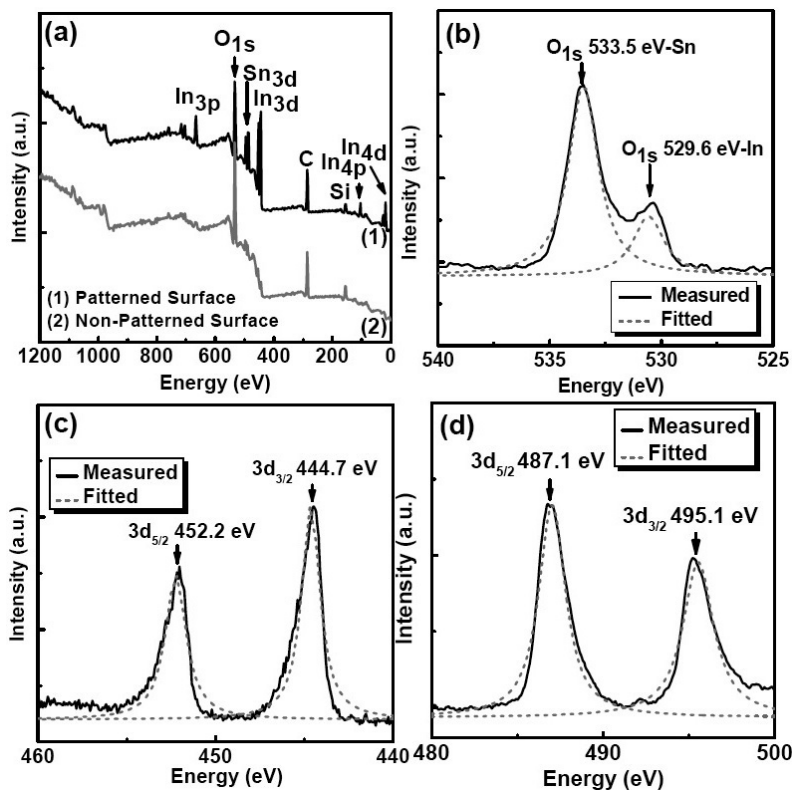 (a)
O1s
Sn3d
In3p In3d
C
In4d
In4p
Si
(1)
(1) Patterned Surface
(2) Non-Patterned Surface
(2)
1200 1000 800 600 400 200 0
Energy (eV)
Intensity (a.u.)
(b)
O1s 533.5 eV-Sn
O1s 529.6 eV-In
Measured
Fitted
540 535 530 525
Energy (eV)
Intensity (a.u.)
(c)
Measured
Fitted
3d3/2 444.7 eV
3d5/2 452.2 eV
460 450 440
Energy (eV)
Intensity (a.u.)
(d)
Measured
Fitted
3d5/2 487.1 eV
3d3/2 495.1 eV
480 490 500
Energy (eV)
Intensity (a.u.)